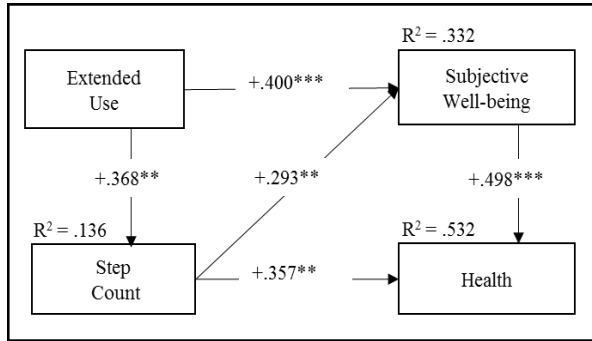 R² = .332
Extended
Use
+.400***
Subjective
Well-being
+.368**
+.293**
+.498***
R² = .136
R² = .532
Step
Count
+.357**
Health